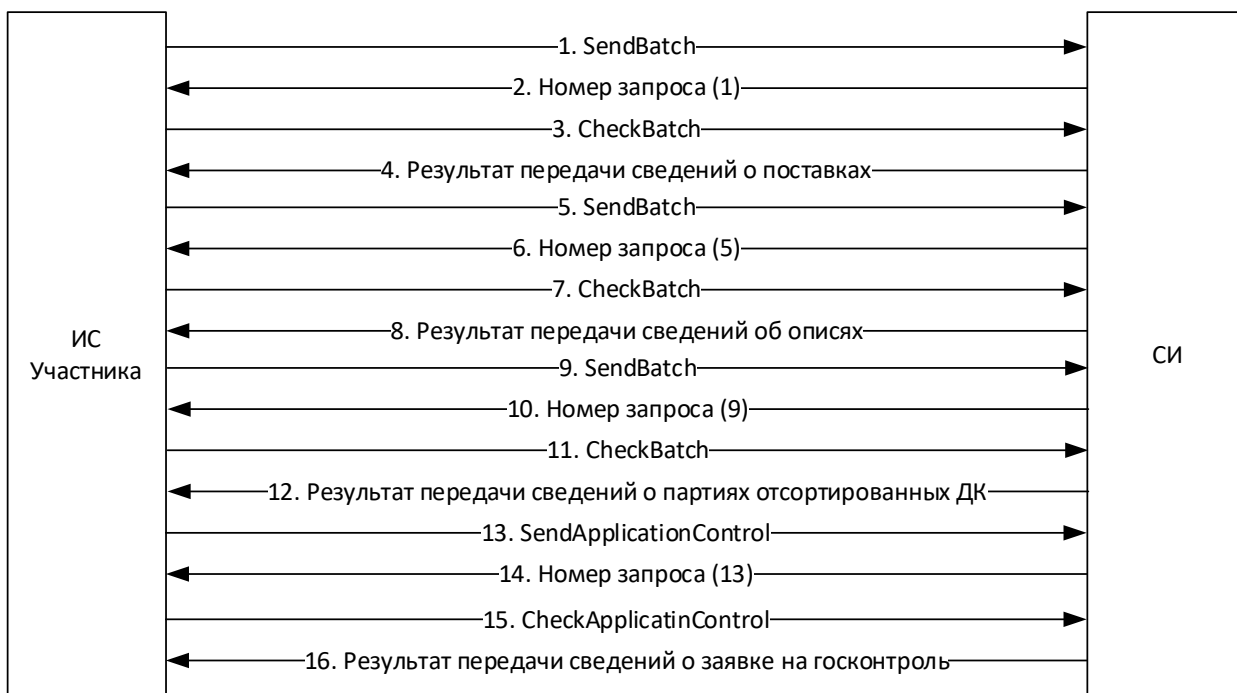 1. SendBatch
2. Номер запроса (1)
3. CheckBatch
4. Результат передачи сведений о поставках
5. SendBatch
6. Номер запроса (5)
7. CheckBatch
8. Результат передачи сведений об описях
9. SendBatch
10. Номер запроса (9)
11. CheckBatch
12. Результат передачи сведений о партиях отсортированных ДК
13. SendApplicationControl
14. Номер запроса (13)
15. CheckApplicatinControl
16. Результат передачи сведений о заявке на госконтроль
ИС
Участника
СИ